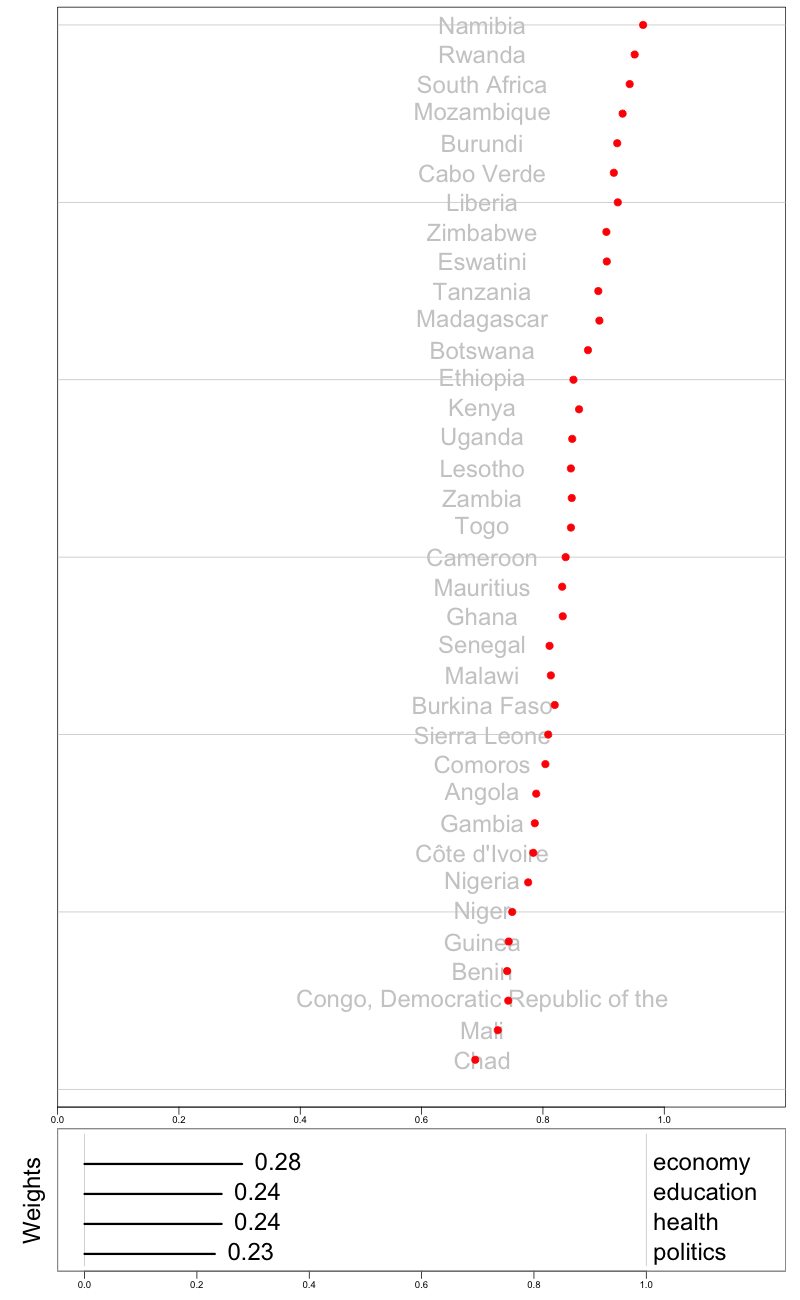 Namibia
Rwanda
South Africa
Mozambique
Burundi
Cabo Verde
Liberia
Zimbabwe
Eswatini
Tanzania
Madagascar
Botswana
Ethiopia
Kenya
Uganda
Lesotho
Zambia
Togo
Cameroon
Mauritius
Ghana
Senegal
Malawi
Burkina Faso
Sierra Leone
Comoros
Angola
Gambia
Côte d'Ivoire
Nigeria
Niger
Guinea
Benin
Congo, Democratic Republic of the
Mali
Chad
0.0 0.2 0.4 0.6 0.8 1.0
Weights
0.28 economy
0.24 education
0.24 health
0.23 politics
0.0 0.2 0.4 0.6 0.8 1.0